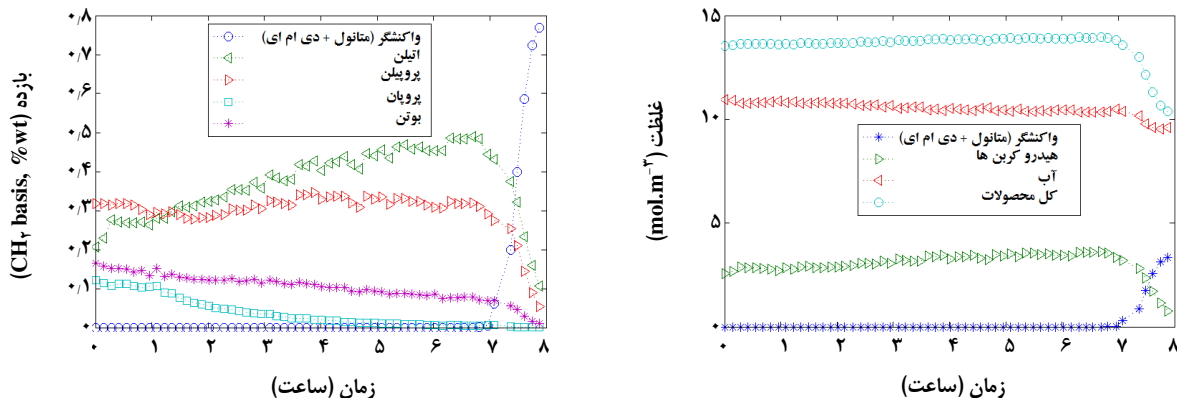 بازده (CH₂ basis, %wt)
۰٫۸
۰٫۷
۰٫۶
۰٫۵
۰٫۴
۰٫۳
۰٫۲
۰٫۱
۰
واکنشگر (متانول + دی ام ای)
اتیلن
پروپیلن
پروپان
بوتن
۰ ۱ ۲ ۳ ۴ ۵ ۶ ۷ ۸
زمان (ساعت)
غلظت (mol.m⁻³)
۱۵
۱۰
۵
۰
واکنشگر (متانول + دی ام ای)
هیدرو کربن ها
آب
کل محصولات
۰ ۱ ۲ ۳ ۴ ۵ ۶ ۷ ۸
زمان (ساعت)